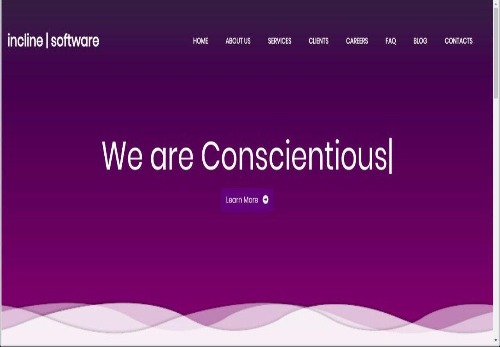 incline | software
HOME ABOUT US SERVICES CLIENTS CAREERS FAQ BLOG CONTACTS
We are Conscientious|
Learn More